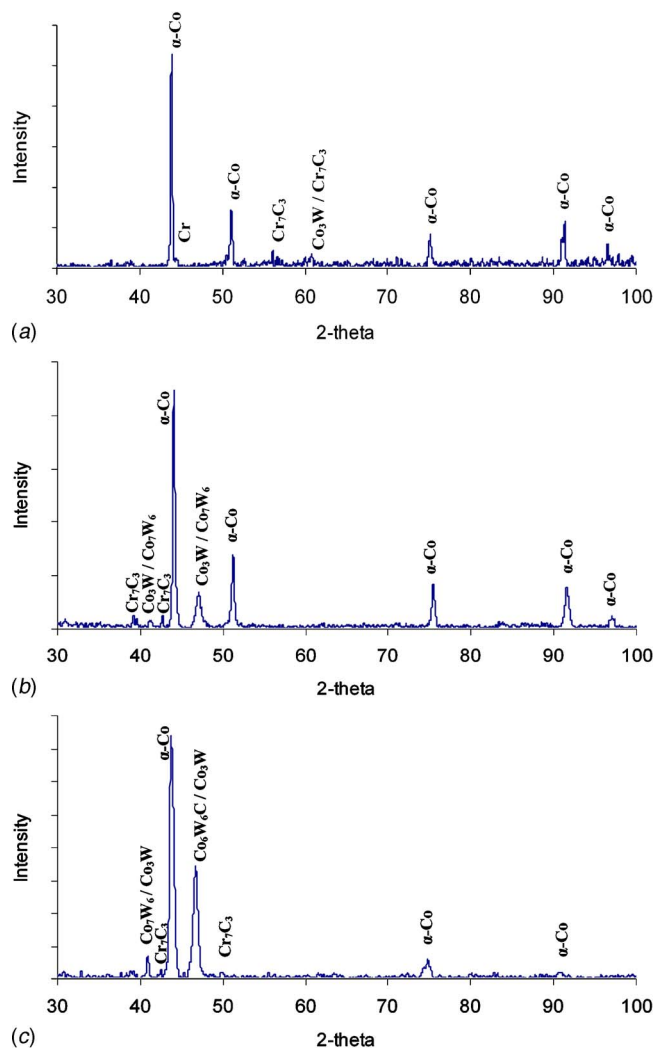 α-Co
Cr
α-Co
Cr₇C₃
Co₃W / Cr₇C₃
α-Co
α-Co
α-Co
Intensity
30 40 50 60 70 80 90 100
2-theta
(a)
α-Co
Cr₇C₃
Co₃W / Co₇W₆
Cr₇C₃
Co₃W / Co₇W₆
α-Co
α-Co
α-Co
α-Co
Intensity
30 40 50 60 70 80 90 100
2-theta
(b)
α-Co
Co₇W₆ / Co₃W
Cr₇C₃
Co₆W₆C / Co₃W
Cr₇C₃
α-Co
α-Co
Intensity
30 40 50 60 70 80 90 100
2-theta
(c)